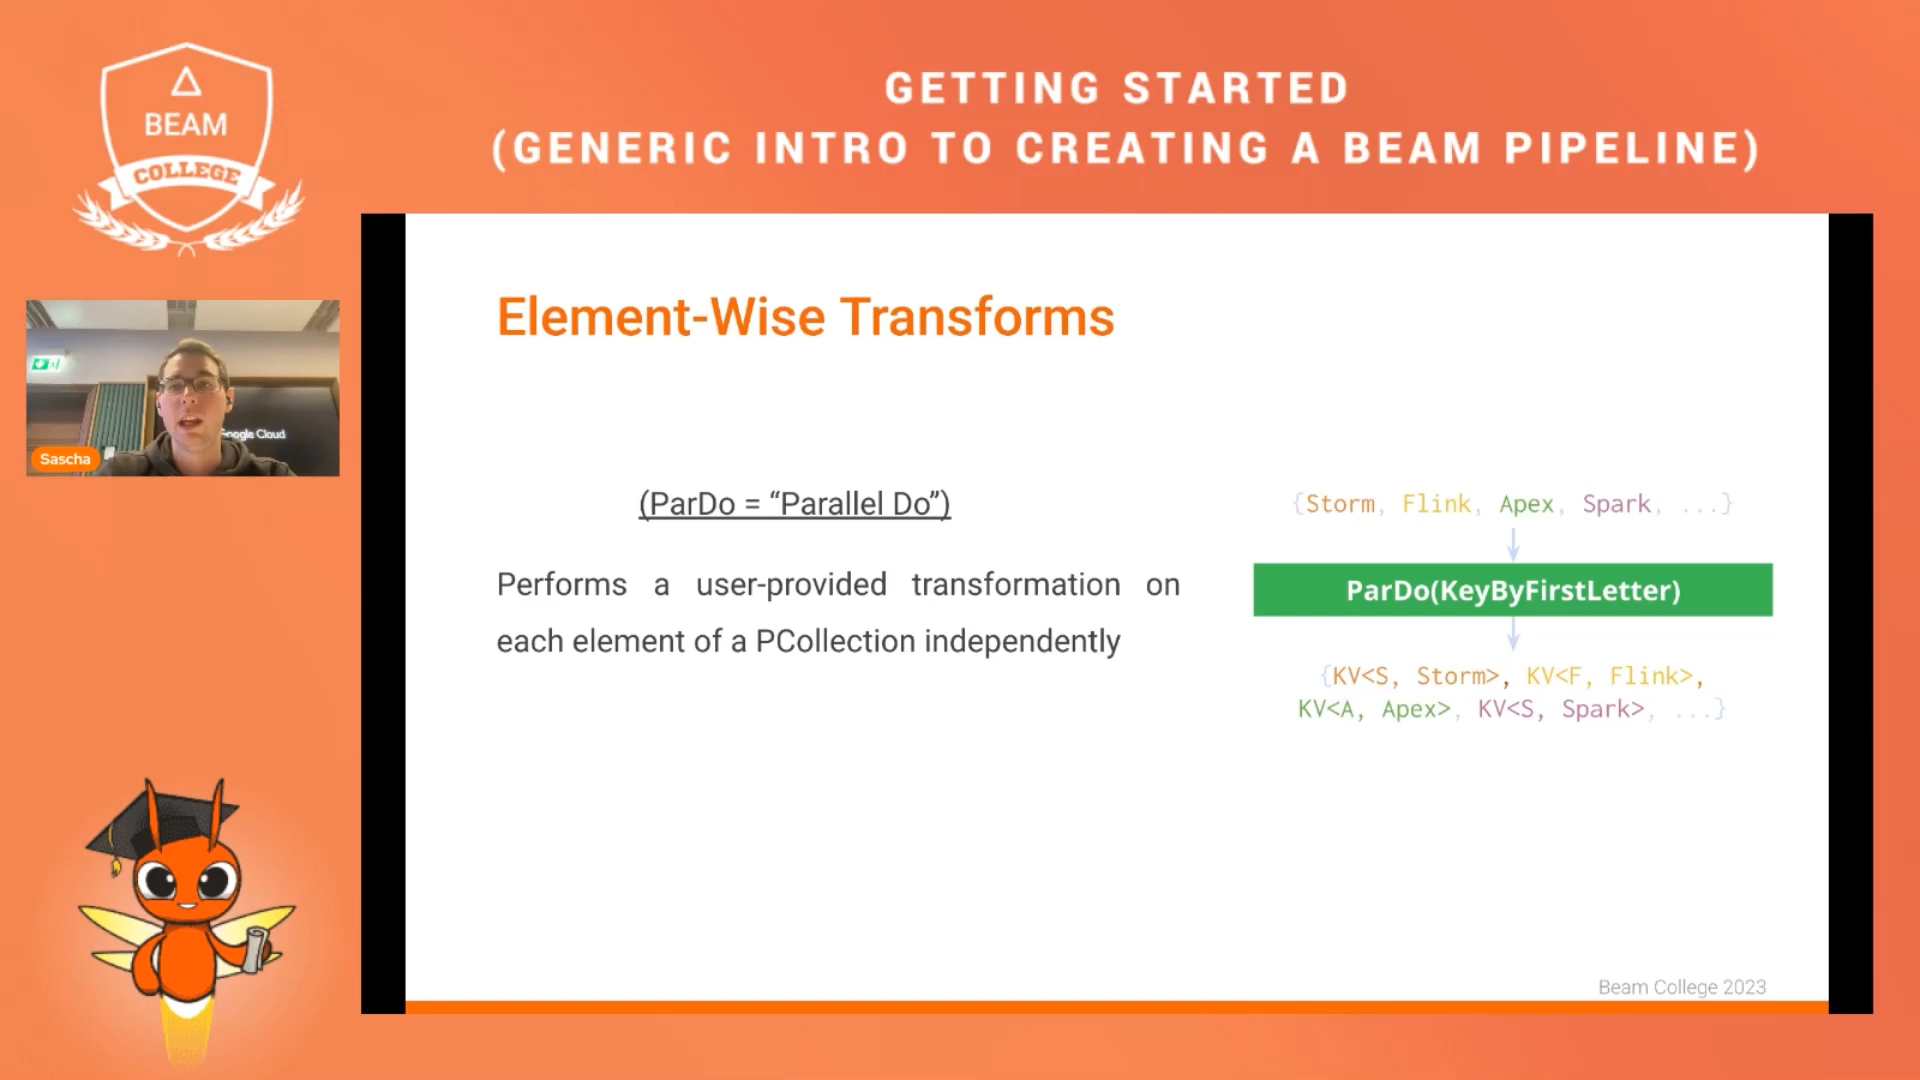 BEAM
COLLEGE
GETTING STARTED
(GENERIC INTRO TO CREATING A BEAM PIPELINE)
Google Cloud
Sascha
Element-Wise Transforms
(ParDo = “Parallel Do”)
Performs a user-provided transformation on
each element of a PCollection independently
{Storm, Flink, Apex, Spark, ...}
ParDo(KeyByFirstLetter)
{KV<S, Storm>, KV<F, Flink>,
KV<A, Apex>, KV<S, Spark>, ...}
Beam College 2023